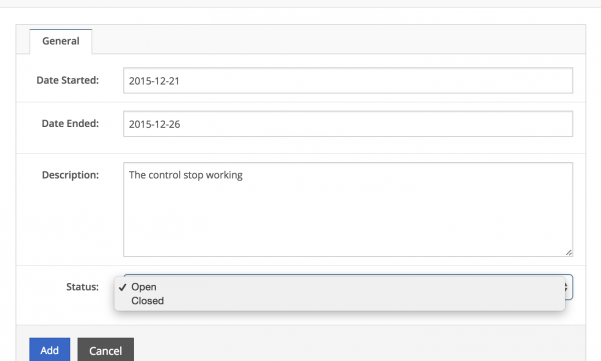 General
Date Started: 2015-12-21
Date Ended: 2015-12-26
Description: The control stop working
Status: ✓ Open
Closed
Add Cancel